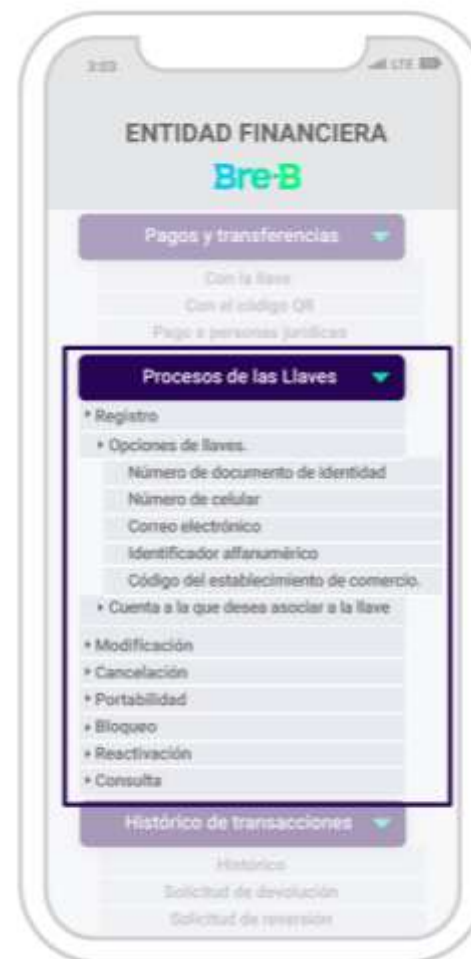 3:03
LTE
ENTIDAD FINANCIERA
Bre-B
Pagos y transferencias
Con la llave
Con el código QR
Pago a personas jurídicas
Procesos de las Llaves
Registro
Opciones de llaves.
Número de documento de identidad
Número de celular
Correo electrónico
Identificador alfanumérico
Código del establecimiento de comercio.
Cuenta a la que desea asociar a la llave
Modificación
Cancelación
Portabilidad
Bloqueo
Reactivación
Consulta
Histórico de transacciones
Histórico
Solicitud de devolución
Solicitud de reversión